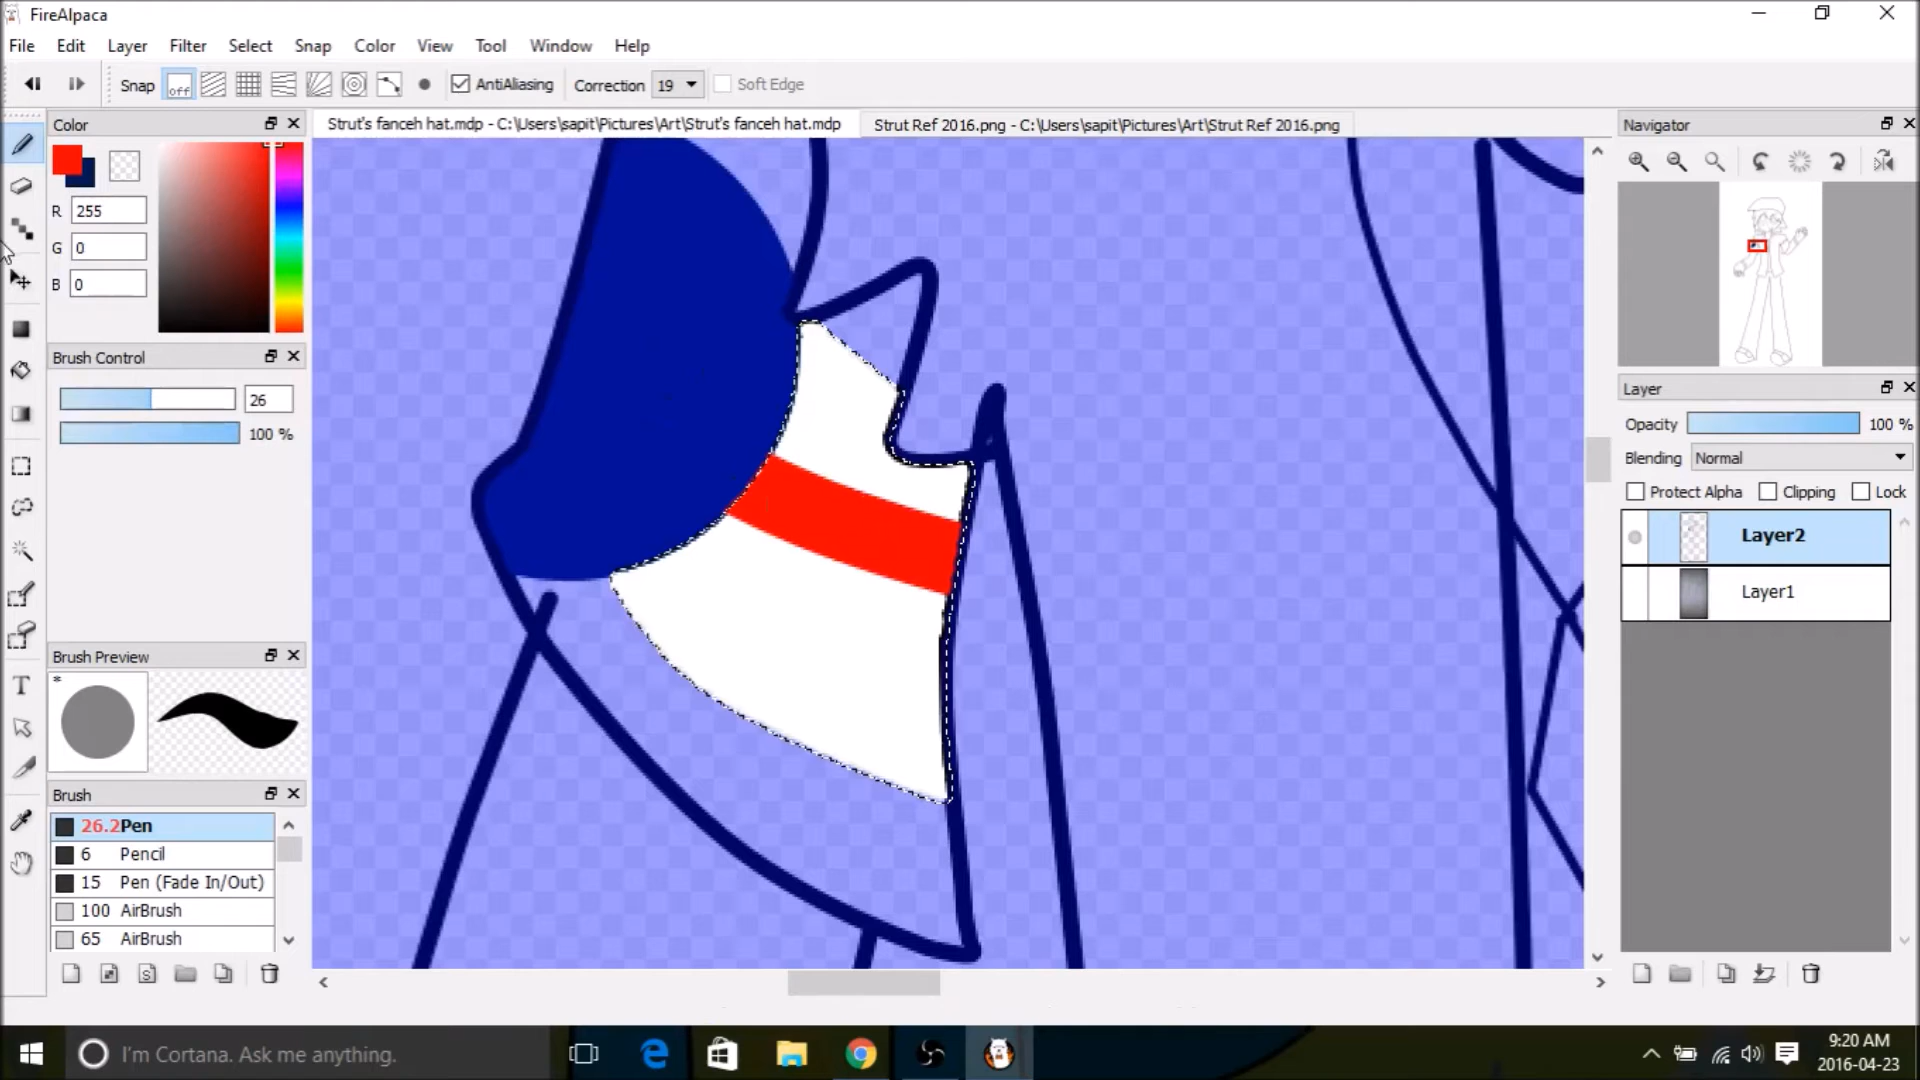 FireAlpaca
File Edit Layer Filter Select Snap Color View Tool Window Help
Snap off AntiAliasing Correction 19 Soft Edge
Color
Strut's fanceh hat.mdp - C:\Users\sapit\Pictures\Art\Strut's fanceh hat.mdp
Strut Ref 2016.png - C:\Users\sapit\Pictures\Art\Strut Ref 2016.png
Navigator
R 255
G 0
B 0
Brush Control
26
100 %
Layer
Opacity 100 %
Blending Normal
Protect Alpha Clipping Lock
Layer2
Layer1
Brush Preview
*
T
Brush
26.2 Pen
6 Pencil
15 Pen (Fade In/Out)
100 AirBrush
65 AirBrush
I'm Cortana. Ask me anything.
9:20 AM
2016-04-23